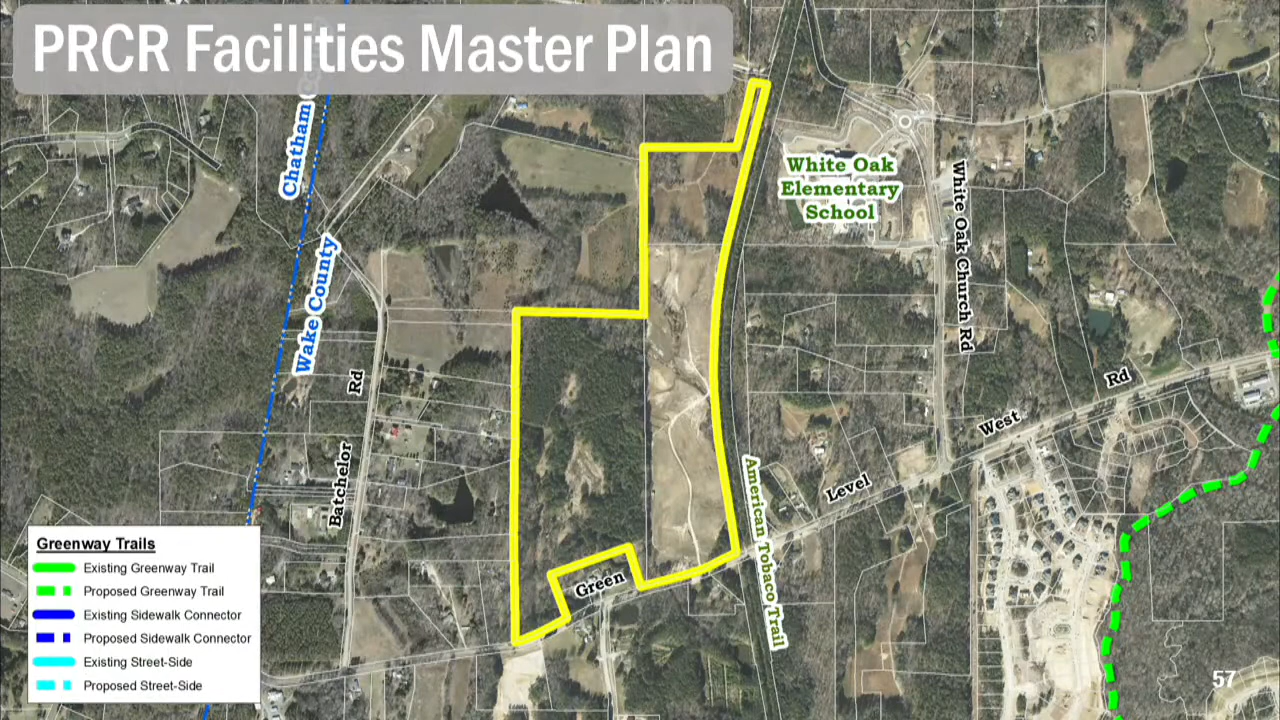 PRCR Facilities Master Plan
Chatham
Wake County
White Oak
Elementary
School
White Oak Church Rd
Batchelor Rd
Green Level West Rd
American Tobaco Trail
Greenway Trails
Existing Greenway Trail
Proposed Greenway Trail
Existing Sidewalk Connector
Proposed Sidewalk Connector
Existing Street-Side
Proposed Street-Side
57